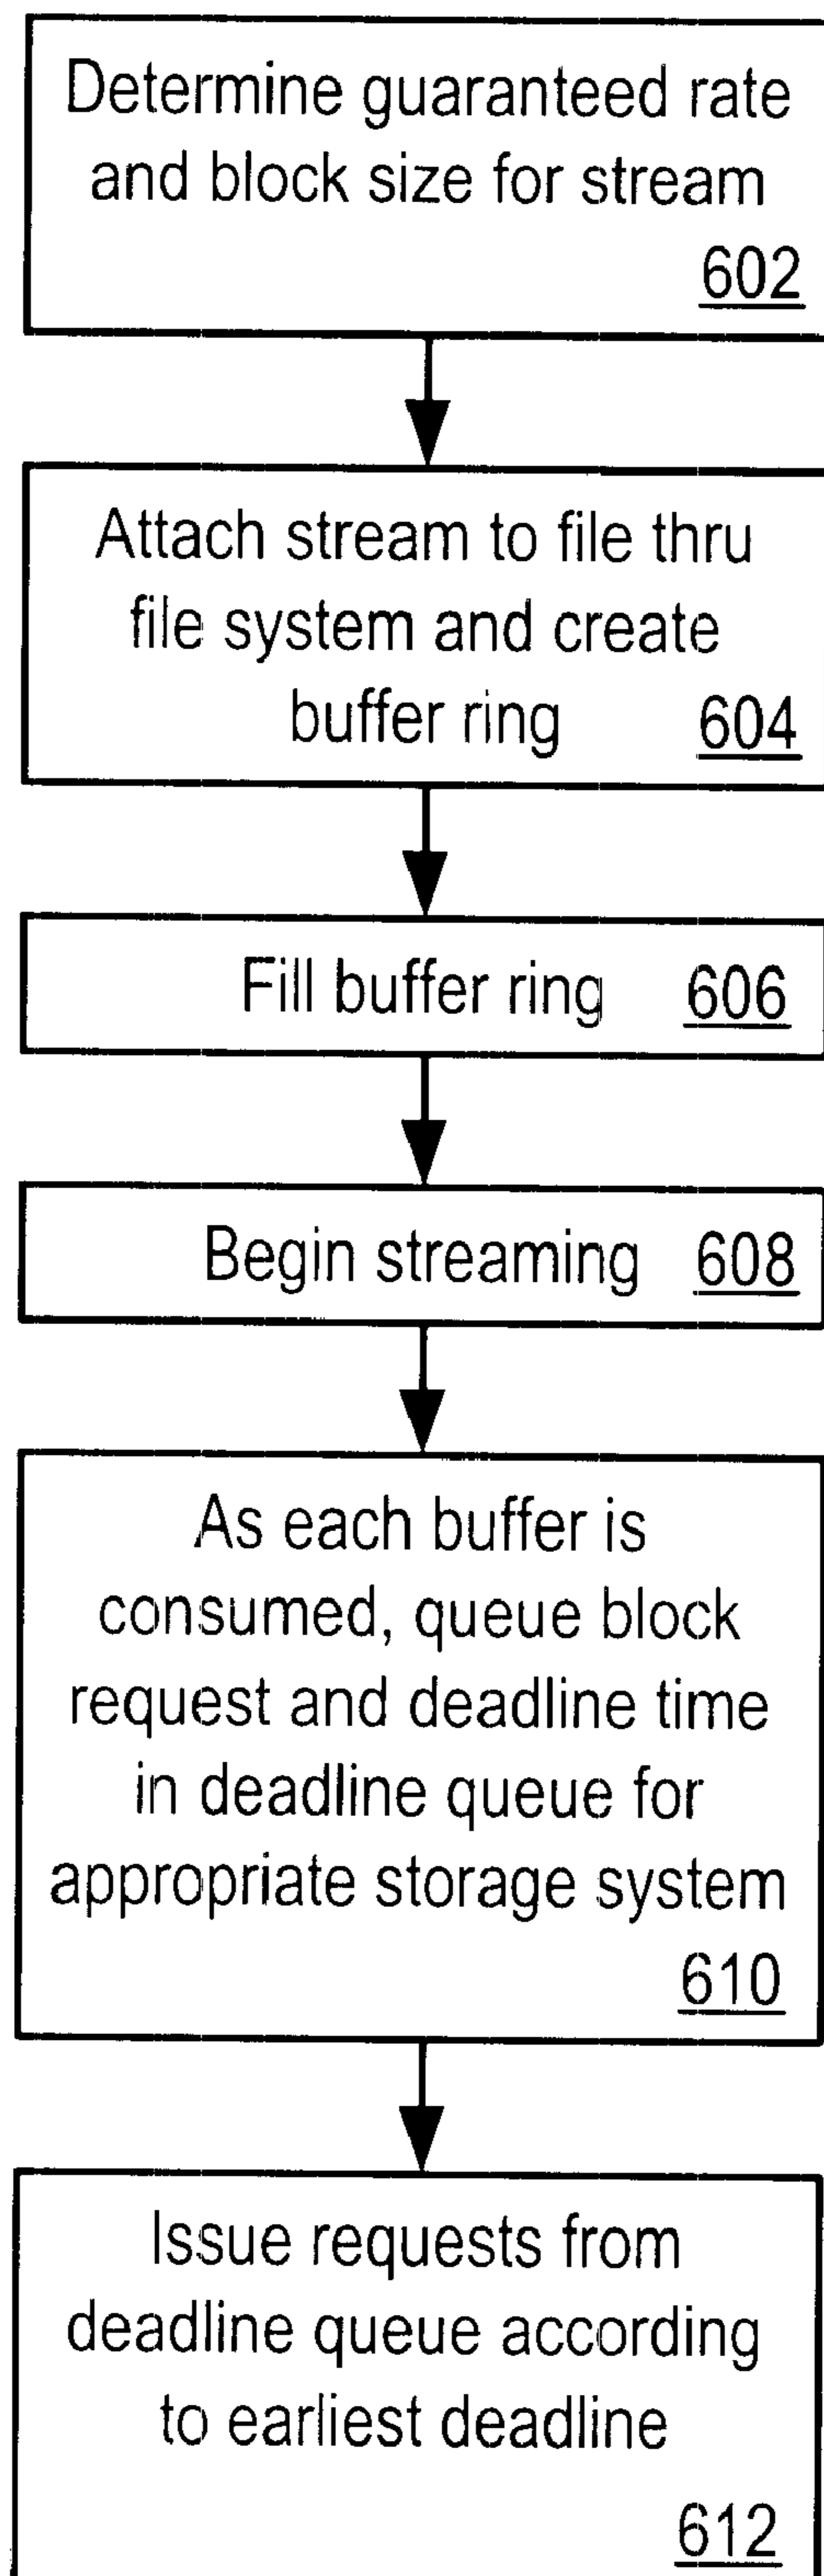 Determine guaranteed rate
and block size for stream
602
Attach stream to file thru
file system and create
buffer ring 604
Fill buffer ring 606
Begin streaming 608
As each buffer is
consumed, queue block
request and deadline time
in deadline queue for
appropriate storage system
610
Issue requests from
deadline queue according
to earliest deadline
612